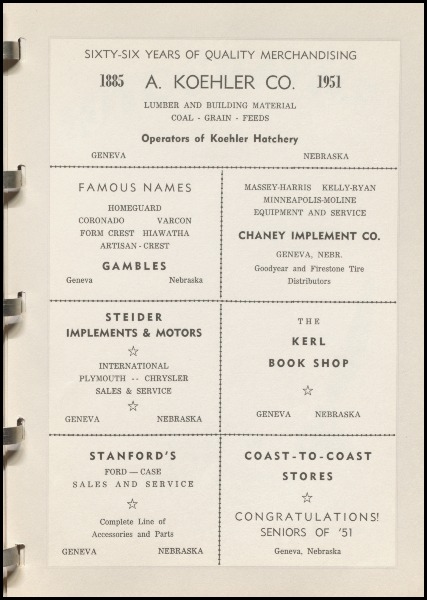 SIXTY-SIX YEARS OF QUALITY MERCHANDISING
1885 A. KOEHLER CO. 1951
LUMBER AND BUILDING MATERIAL
COAL - GRAIN - FEEDS
Operators of Koehler Hatchery
GENEVA NEBRASKA
FAMOUS NAMES
HOMEGUARD
CORONADO VARCON
FORM CREST HIAWATHA
ARTISAN - CREST
GAMBLES
Geneva Nebraska
MASSEY-HARRIS KELLY-RYAN
MINNEAPOLIS-MOLINE
EQUIPMENT AND SERVICE
CHANEY IMPLEMENT CO.
GENEVA, NEBR.
Goodyear and Firestone Tire
Distributors
STEIDER
IMPLEMENTS & MOTORS
INTERNATIONAL
PLYMOUTH -- CHRYSLER
SALES & SERVICE
GENEVA NEBRASKA
THE
KERL
BOOK SHOP
GENEVA NEBRASKA
STANFORD'S
FORD — CASE
SALES AND SERVICE
Complete Line of
Accessories and Parts
GENEVA NEBRASKA
COAST-TO-COAST
STORES
CONGRATULATIONS!
SENIORS OF '51
Geneva, Nebraska